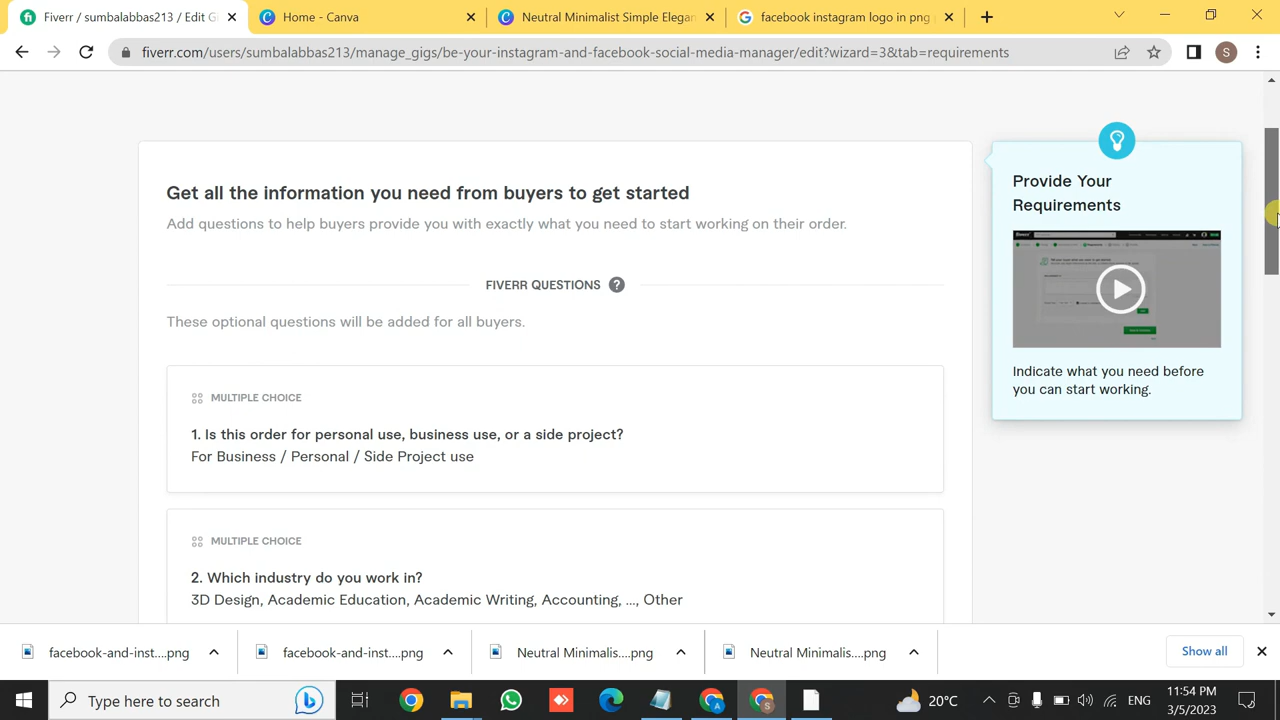 Fiverr / sumbalabbas213 / Edit G
Home - Canva
Neutral Minimalist Simple Elegan
facebook instagram logo in png
fiverr.com/users/sumbalabbas213/manage_gigs/be-your-instagram-and-facebook-social-media-manager/edit?wizard=3&tab=requirements
S
Get all the information you need from buyers to get started
Add questions to help buyers provide you with exactly what you need to start working on their order.
FIVERR QUESTIONS ?
These optional questions will be added for all buyers.
MULTIPLE CHOICE
1. Is this order for personal use, business use, or a side project?
For Business / Personal / Side Project use
MULTIPLE CHOICE
2. Which industry do you work in?
3D Design, Academic Education, Academic Writing, Accounting, ..., Other
Provide Your
Requirements
Indicate what you need before
you can start working.
facebook-and-inst....png
facebook-and-inst....png
Neutral Minimalis....png
Neutral Minimalis....png
Show all
Type here to search
20°C
ENG
11:54 PM
3/5/2023